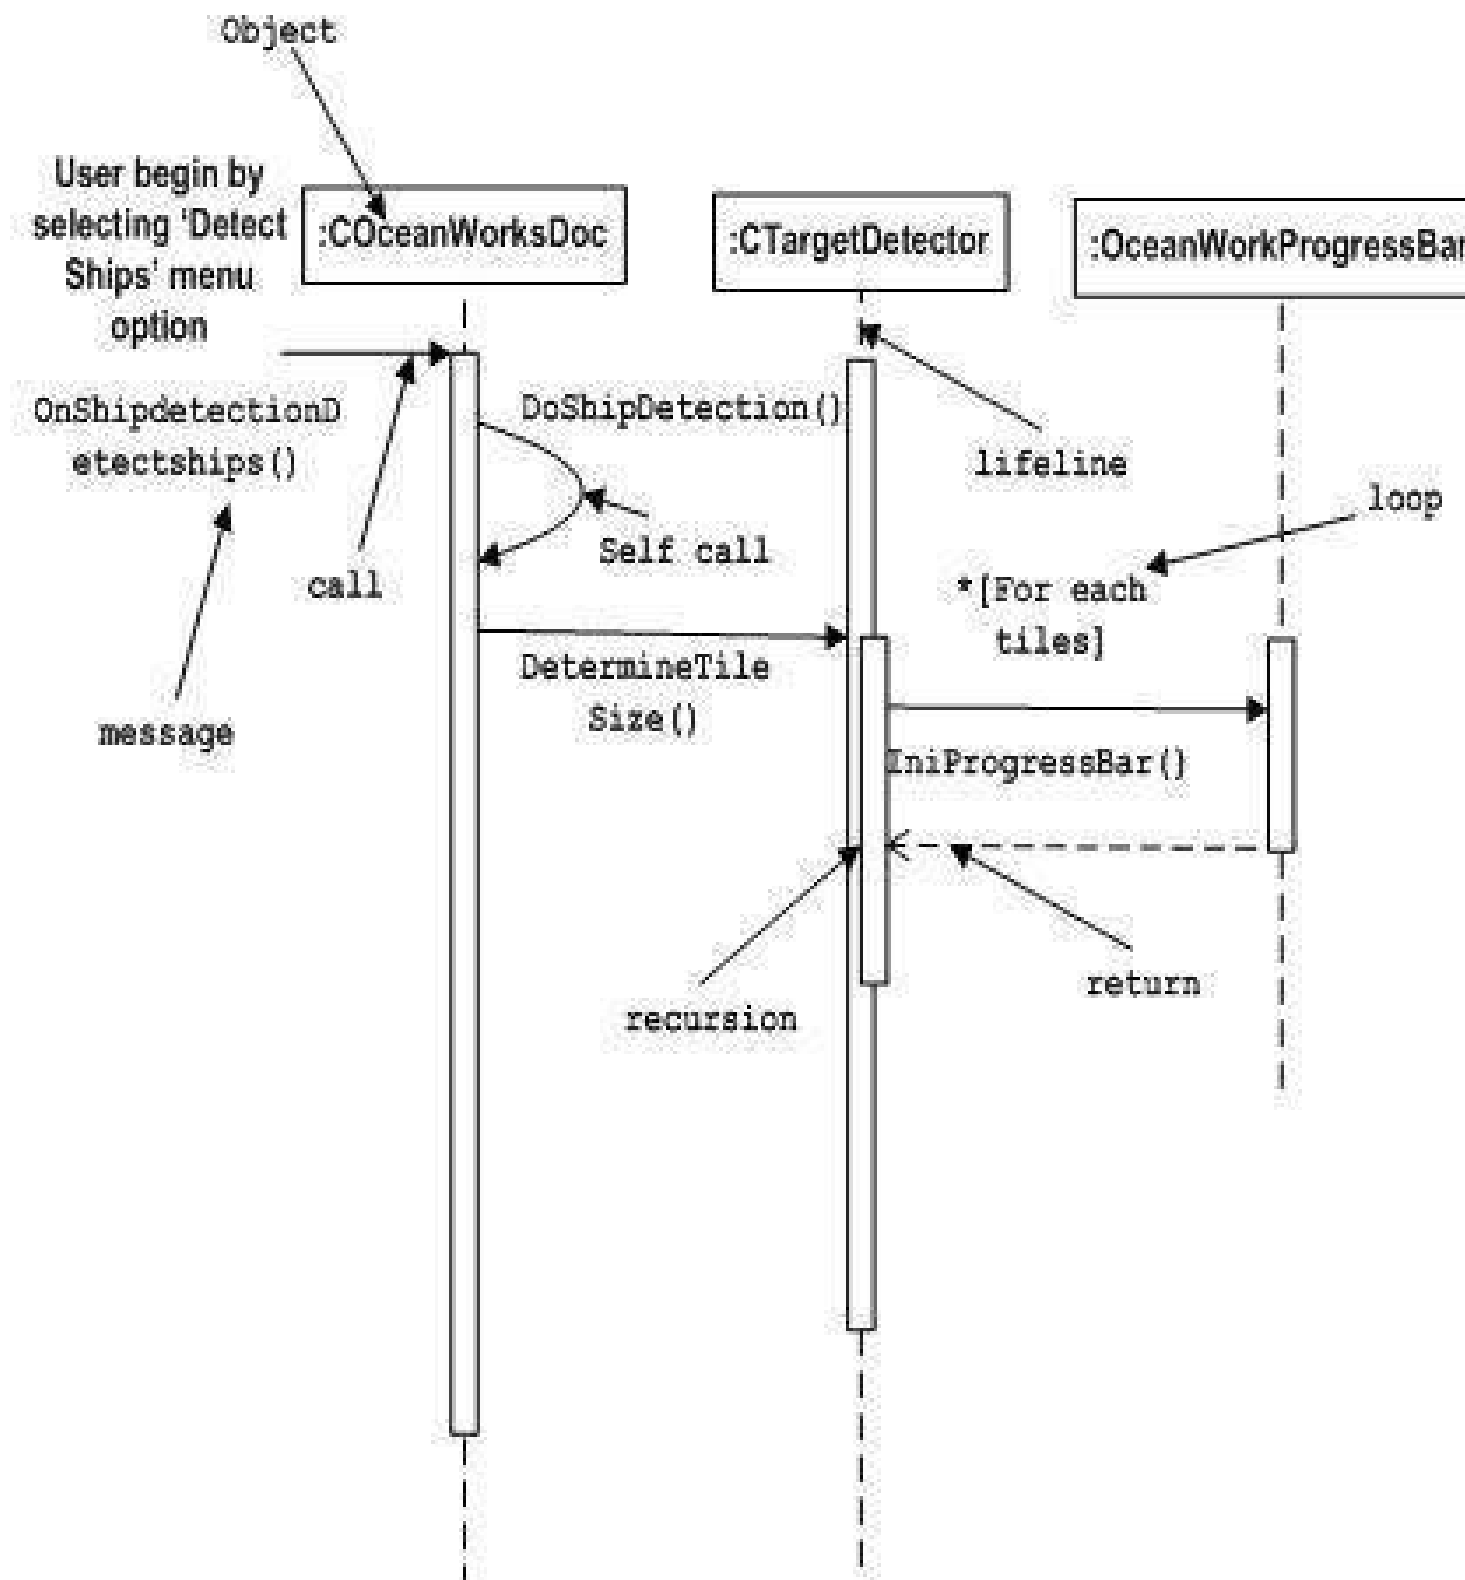 Object
User begin by
selecting 'Detect
Ships' menu
option
:COceanWorksDoc
:CTargetDetector
:OceanWorkProgressBar
OnShipdetectionD
etectships()
DoShipDetection()
lifeline
loop
Self call
call
*[For each
tiles]
DetermineTile
Size()
message
IniProgressBar()
return
recursion